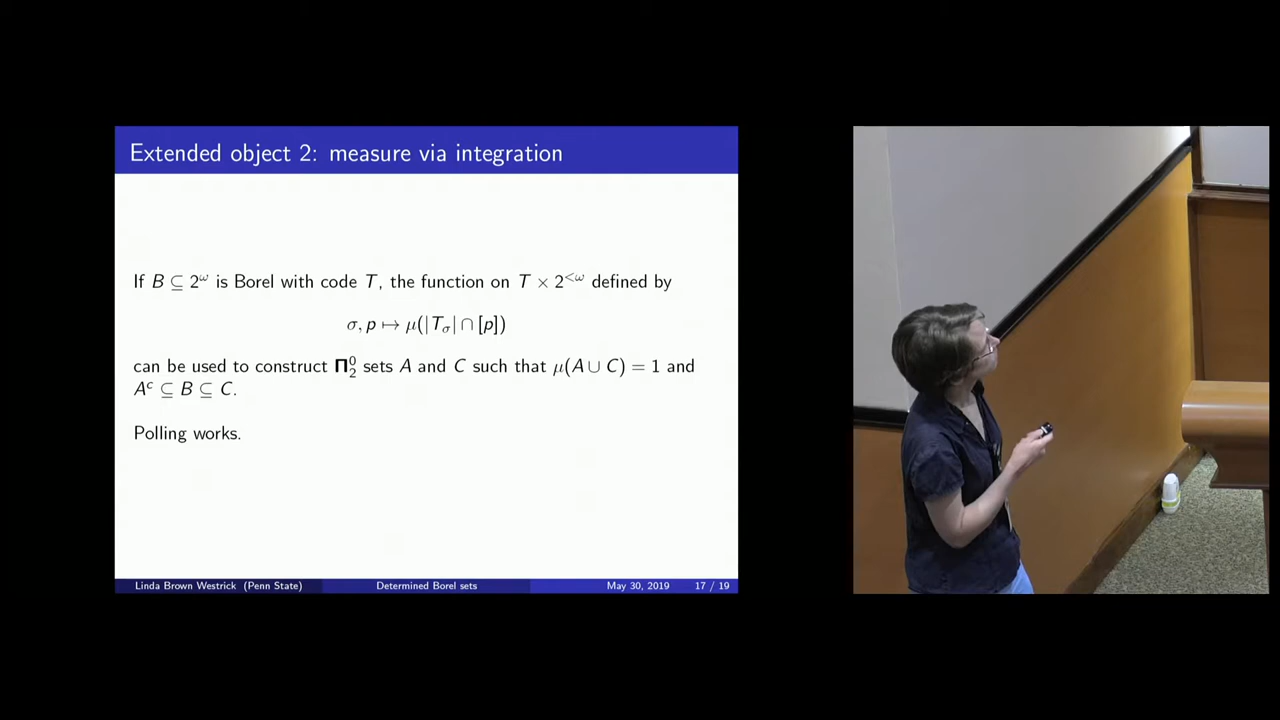 Extended object 2: measure via integration
If B ⊆ 2^ω is Borel with code T, the function on T × 2^{<ω} defined by
σ, p ↦ μ(|T_σ| ∩ [p])
can be used to construct 𝚷^0_2 sets A and C such that μ(A ∪ C) = 1 and
A^c ⊆ B ⊆ C.
Polling works.
Linda Brown Westrick (Penn State) Determined Borel sets May 30, 2019 17 / 19